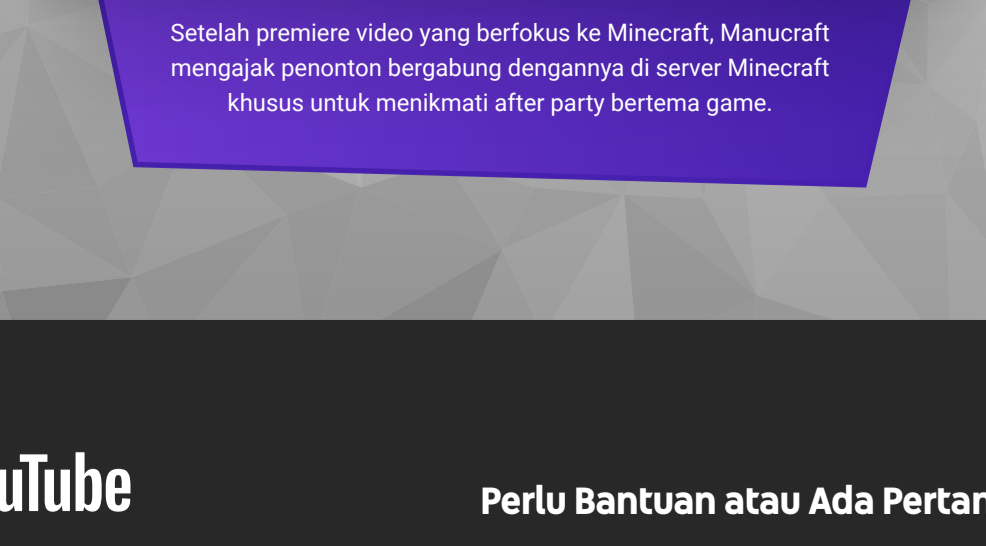 Setelah premiere video yang berfokus ke Minecraft, Manucraft
mengajak penonton bergabung dengannya di server Minecraft
khusus untuk menikmati after party bertema game.
uTube
Perlu Bantuan atau Ada Pertan